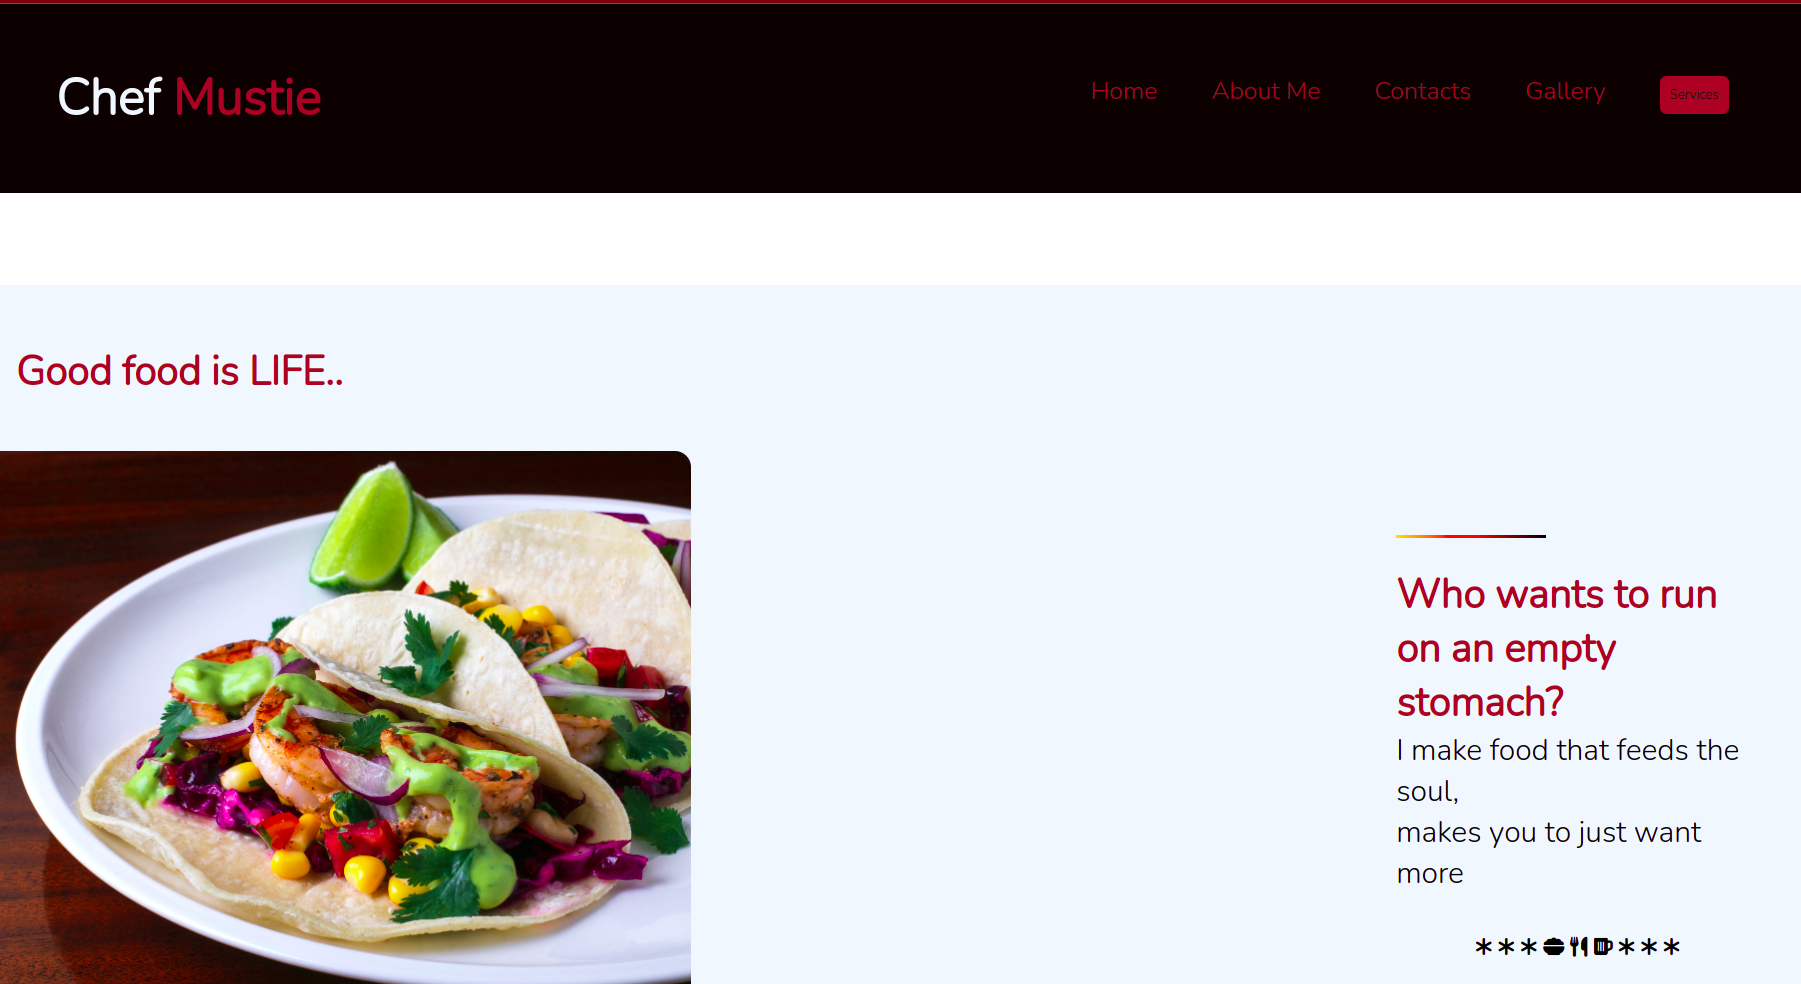 Chef Mustie
Home About Me Contacts Gallery Services
Good food is LIFE..
Who wants to run
on an empty
stomach?
I make food that feeds the
soul,
makes you to just want
more